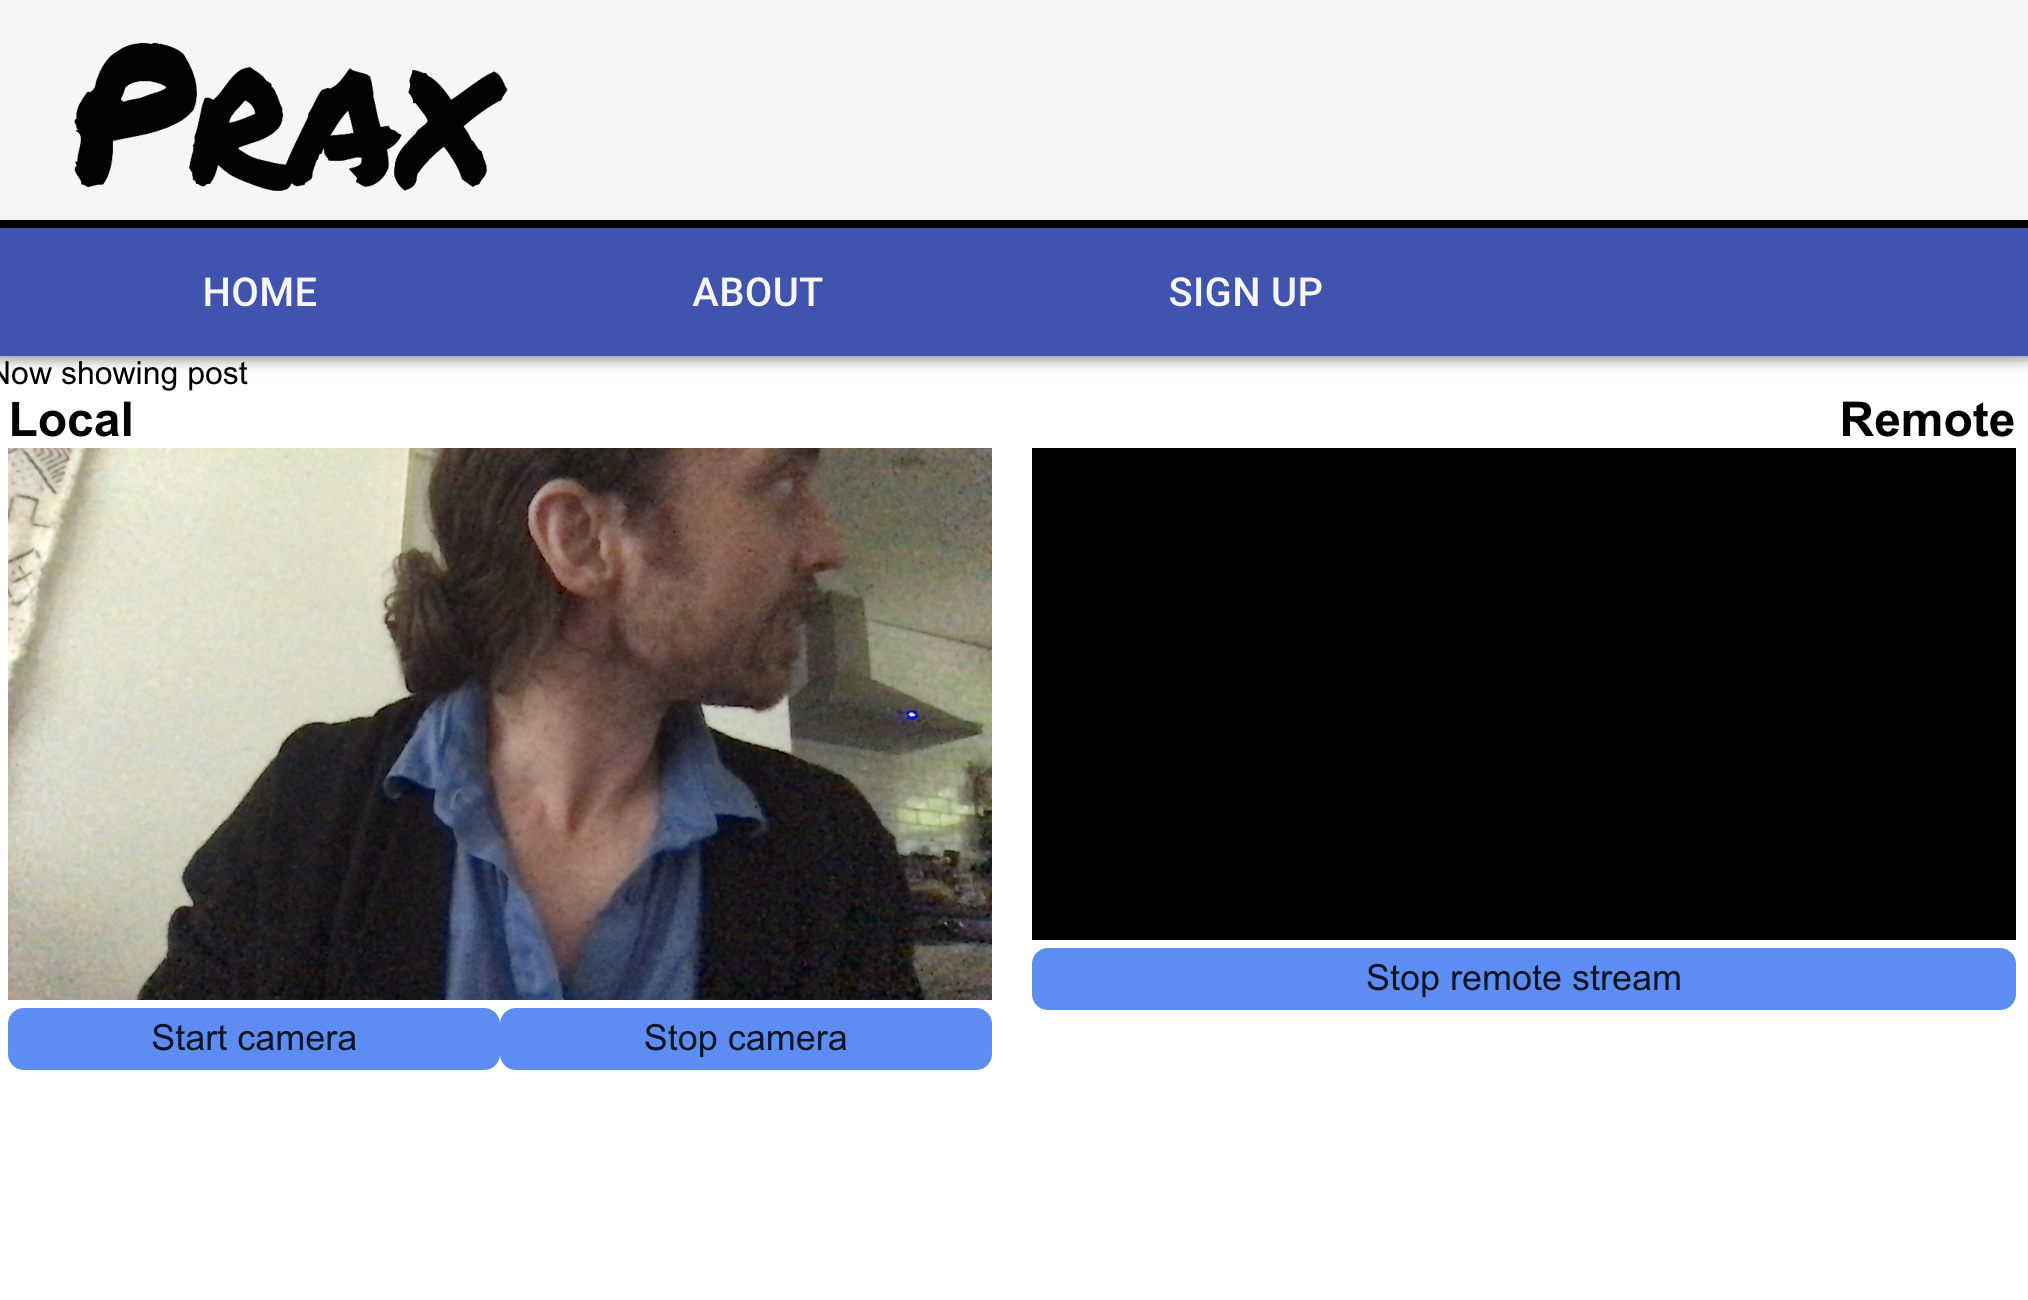 PRAX
HOME ABOUT SIGN UP
Now showing post
Local Remote
Stop remote stream
Start camera Stop camera